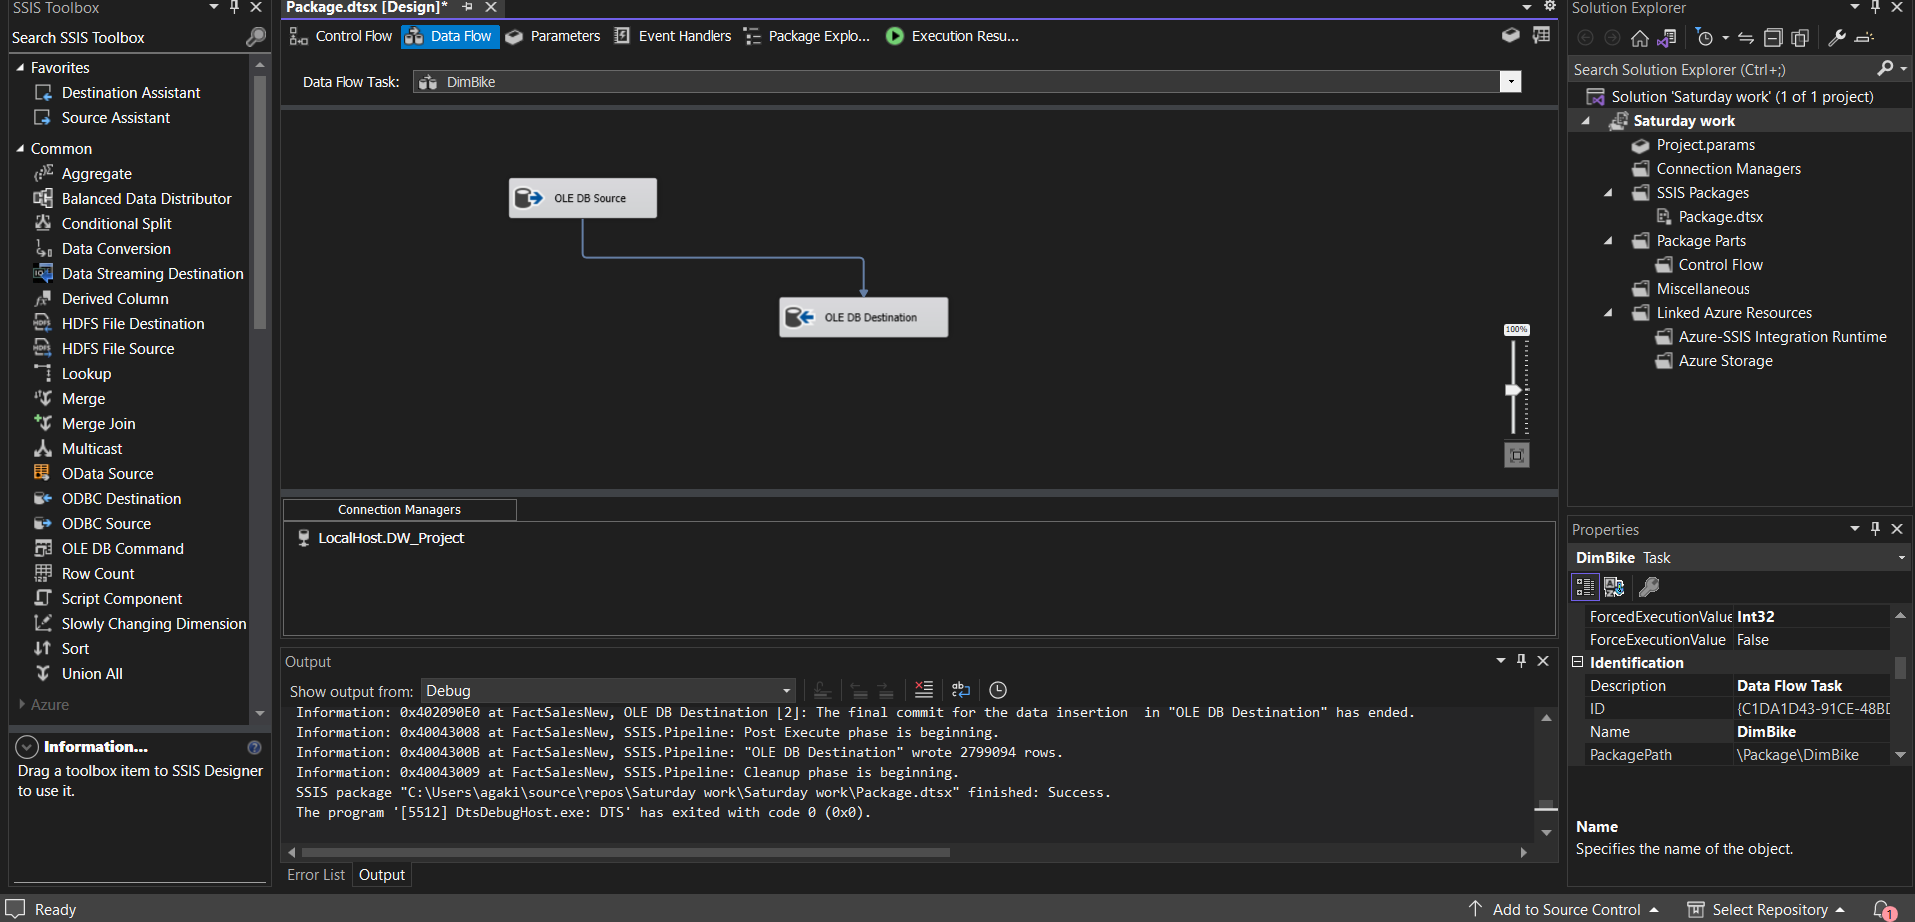 SSIS Toolbox
Search SSIS Toolbox
Favorites
Destination Assistant
Source Assistant
Common
Aggregate
Balanced Data Distributor
Conditional Split
Data Conversion
Data Streaming Destination
Derived Column
HDFS File Destination
HDFS File Source
Lookup
Merge
Merge Join
Multicast
OData Source
ODBC Destination
ODBC Source
OLE DB Command
Row Count
Script Component
Slowly Changing Dimension
Sort
Union All
Azure
Information...
Drag a toolbox item to SSIS Designer
to use it.
Package.dtsx [Design]*
Control Flow Data Flow Parameters Event Handlers Package Explo... Execution Resu...
Data Flow Task: DimBike
OLE DB Source
OLE DB Destination
100%
Connection Managers
LocalHost.DW_Project
Output
Show output from: Debug
Information: 0x402090E0 at FactSalesNew, OLE DB Destination [2]: The final commit for the data insertion  in "OLE DB Destination" has ended.
Information: 0x40043008 at FactSalesNew, SSIS.Pipeline: Post Execute phase is beginning.
Information: 0x4004300B at FactSalesNew, SSIS.Pipeline: "OLE DB Destination" wrote 2799094 rows.
Information: 0x40043009 at FactSalesNew, SSIS.Pipeline: Cleanup phase is beginning.
SSIS package "C:\Users\agaki\source\repos\Saturday work\Saturday work\Package.dtsx" finished: Success.
The program '[5512] DtsDebugHost.exe: DTS' has exited with code 0 (0x0).
Error List Output
Solution Explorer
Search Solution Explorer (Ctrl+;)
Solution 'Saturday work' (1 of 1 project)
Saturday work
Project.params
Connection Managers
SSIS Packages
Package.dtsx
Package Parts
Control Flow
Miscellaneous
Linked Azure Resources
Azure-SSIS Integration Runtime
Azure Storage
Properties
DimBike Task
ForcedExecutionValue Int32
ForceExecutionValue False
Identification
Description Data Flow Task
ID {C1DA1D43-91CE-48BD
Name DimBike
PackagePath \Package\DimBike
Name
Specifies the name of the object.
Ready
Add to Source Control
Select Repository
1